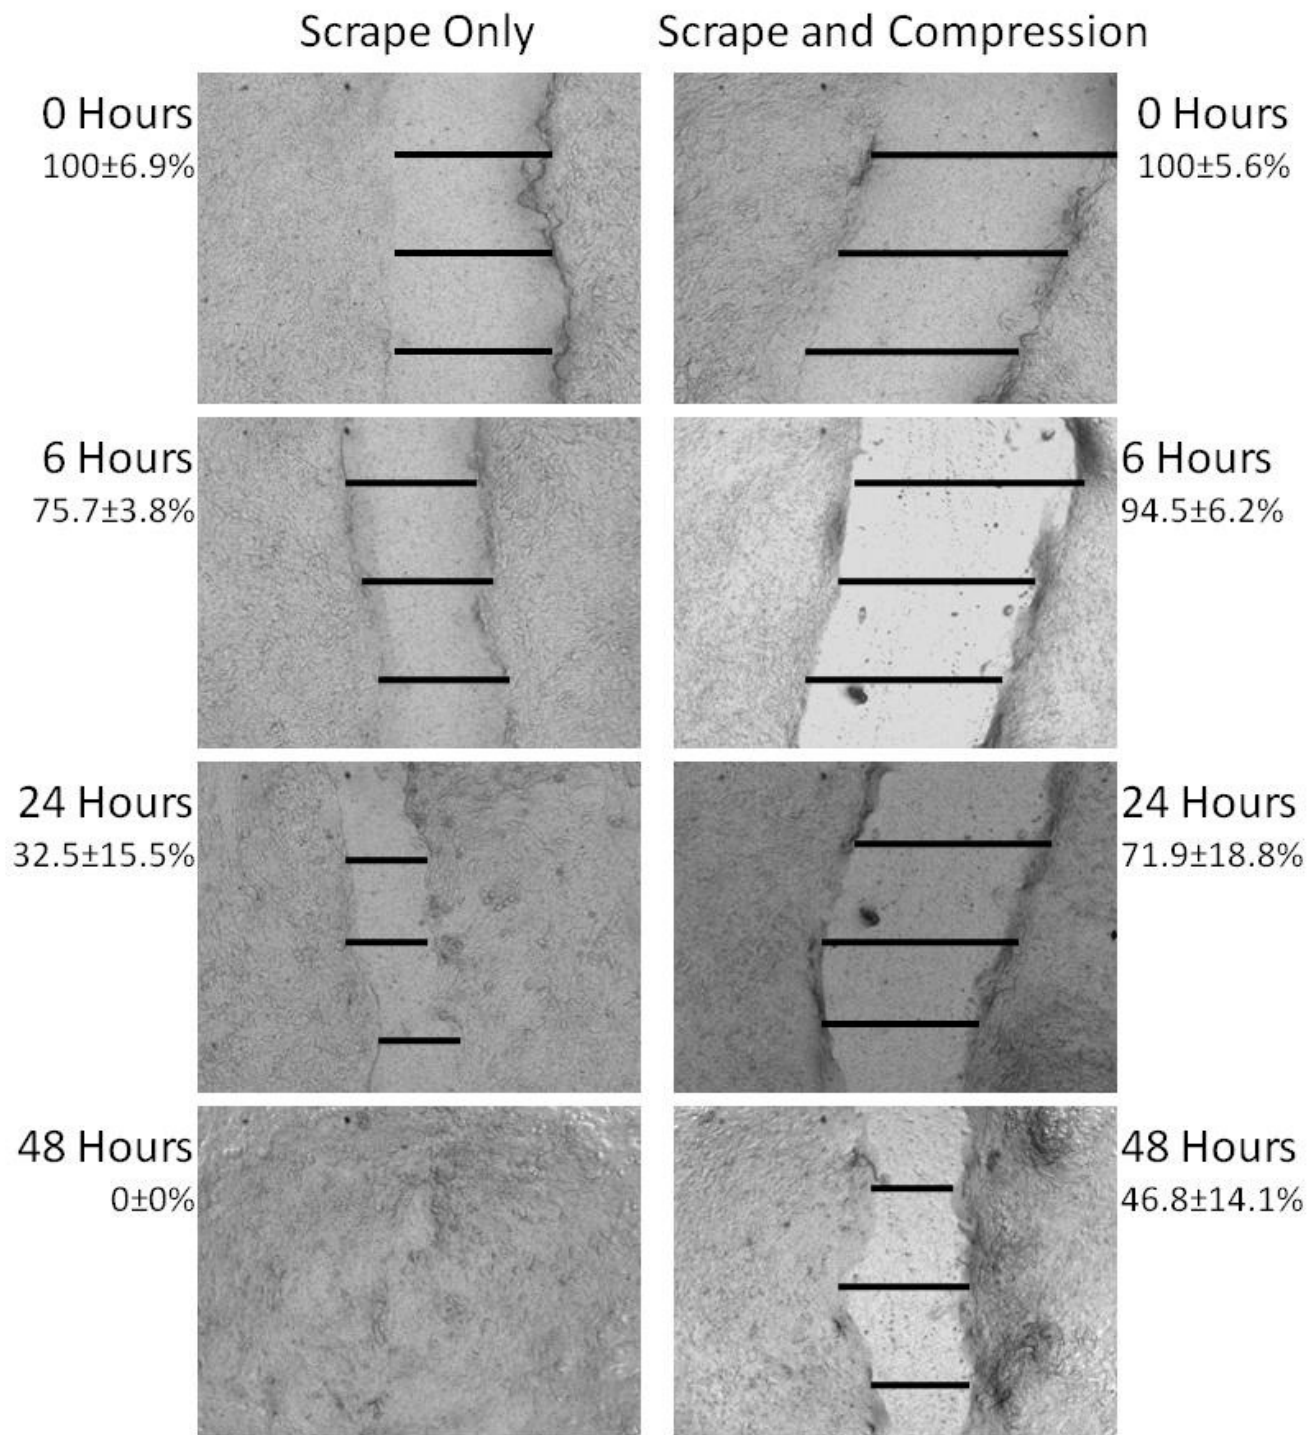 Scrape Only
Scrape and Compression
0 Hours
100±6.9%
0 Hours
100±5.6%
6 Hours
75.7±3.8%
6 Hours
94.5±6.2%
24 Hours
32.5±15.5%
24 Hours
71.9±18.8%
48 Hours
0±0%
48 Hours
46.8±14.1%